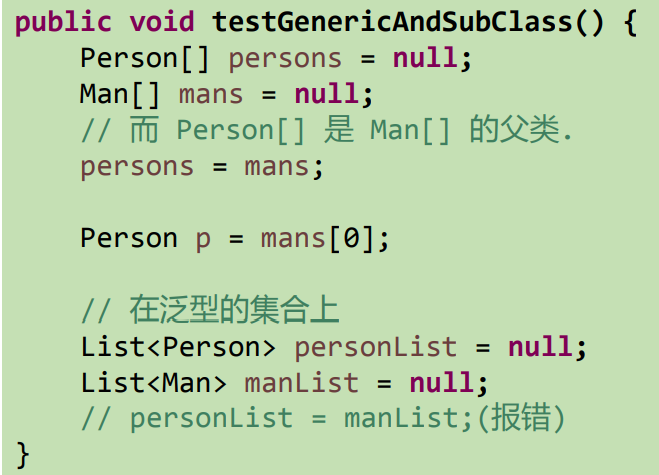 public void testGenericAndSubClass() {
    Person[] persons = null;
    Man[] mans = null;
    // 而 Person[] 是 Man[] 的父类.
    persons = mans;
    Person p = mans[0];
    // 在泛型的集合上
    List<Person> personList = null;
    List<Man> manList = null;
    // personList = manList;(报错)
}